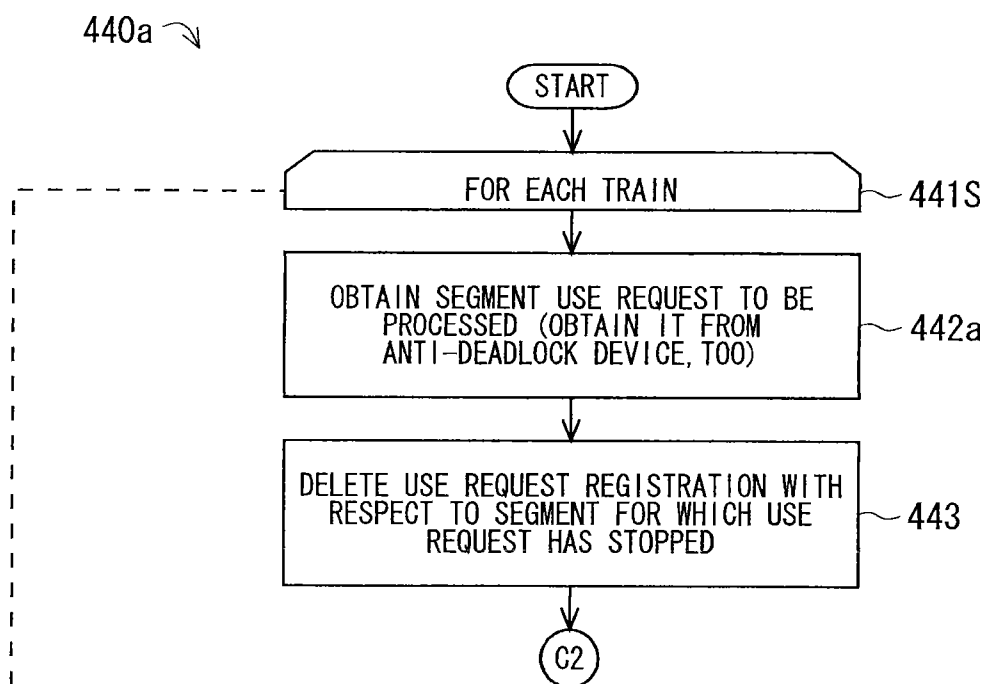 440a
START
FOR EACH TRAIN
441S
OBTAIN SEGMENT USE REQUEST TO BE
PROCESSED (OBTAIN IT FROM
ANTI-DEADLOCK DEVICE, TOO)
442a
DELETE USE REQUEST REGISTRATION WITH
RESPECT TO SEGMENT FOR WHICH USE
REQUEST HAS STOPPED
443
C2